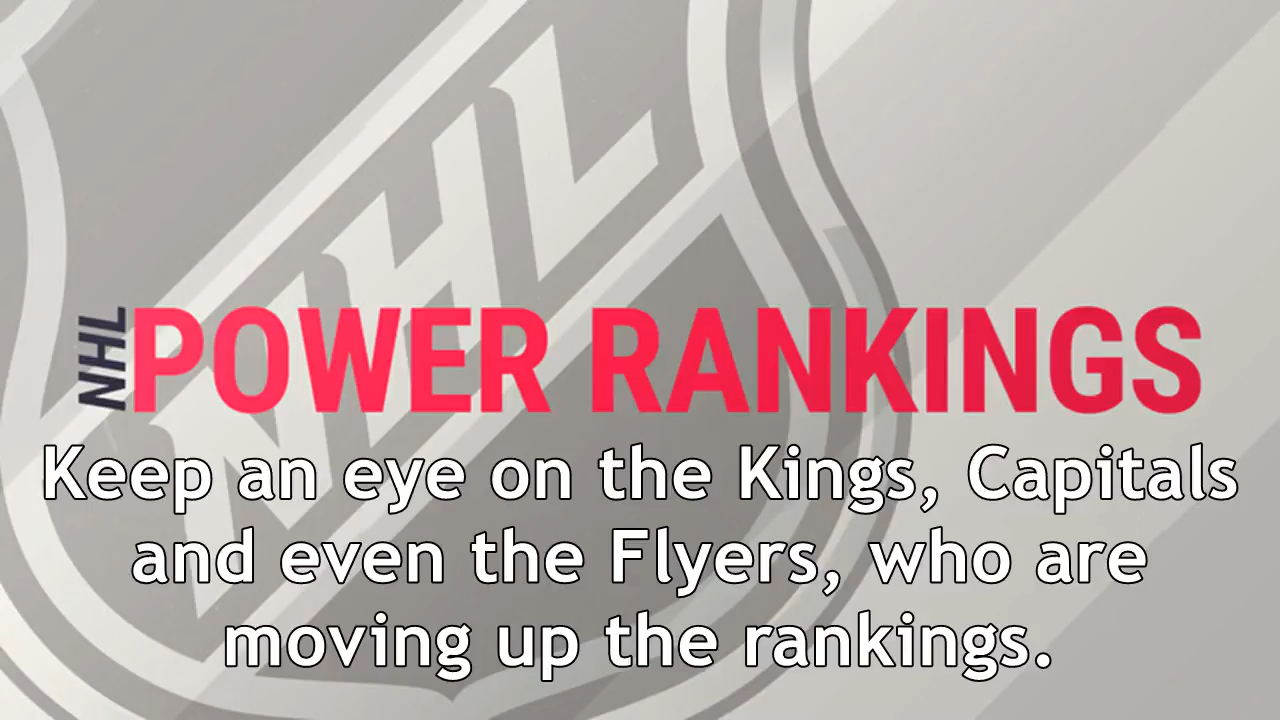 NHL
NHL POWER RANKINGS
Keep an eye on the Kings, Capitals
and even the Flyers, who are
moving up the rankings.